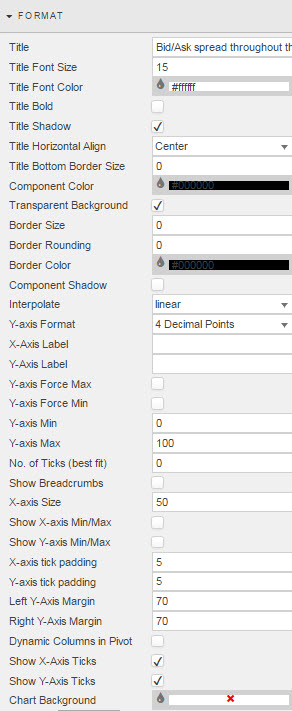 FORMAT
Title Bid/Ask spread throughout th
Title Font Size 15
Title Font Color #ffffff
Title Bold
Title Shadow
Title Horizontal Align Center
Title Bottom Border Size 0
Component Color #000000
Transparent Background
Border Size 0
Border Rounding 0
Border Color #000000
Component Shadow
Interpolate linear
Y-axis Format 4 Decimal Points
X-Axis Label
Y-Axis Label
Y-axis Force Max
Y-axis Force Min
Y-axis Min 0
Y-axis Max 100
No. of Ticks (best fit) 0
Show Breadcrumbs
X-axis Size 50
Show X-axis Min/Max
Show Y-axis Min/Max
X-axis tick padding 5
Y-axis tick padding 5
Left Y-Axis Margin 70
Right Y-Axis Margin 70
Dynamic Columns in Pivot
Show X-Axis Ticks
Show Y-Axis Ticks
Chart Background